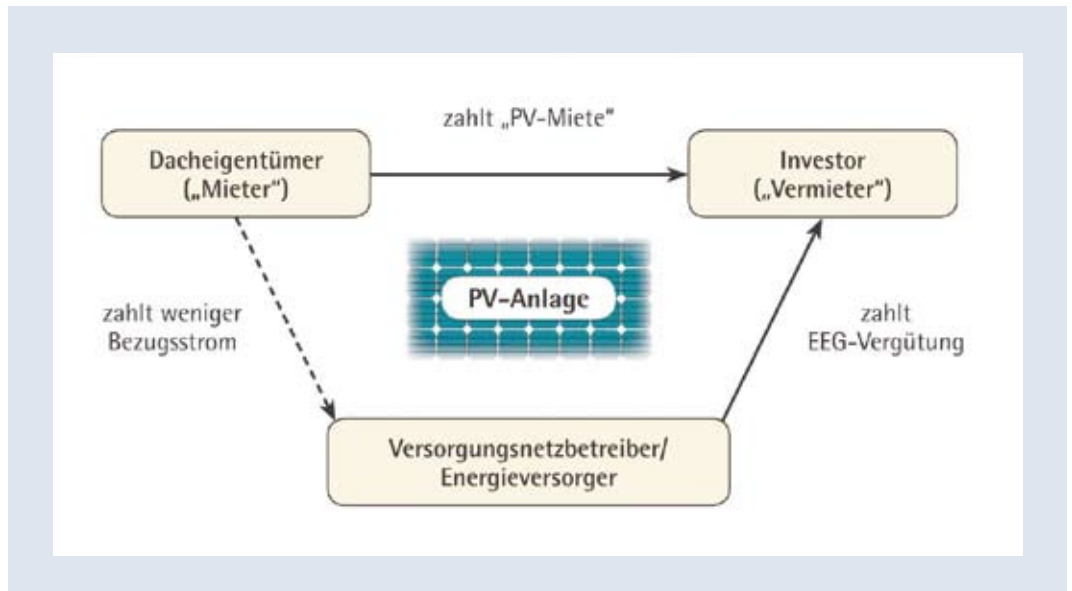 zahlt „PV-Miete“
Dacheigentümer
(„Mieter“)
Investor
(„Vermieter“)
PV-Anlage
zahlt weniger
Bezugsstrom
zahlt
EEG-Vergütung
Versorgungsnetzbetreiber/
Energieversorger